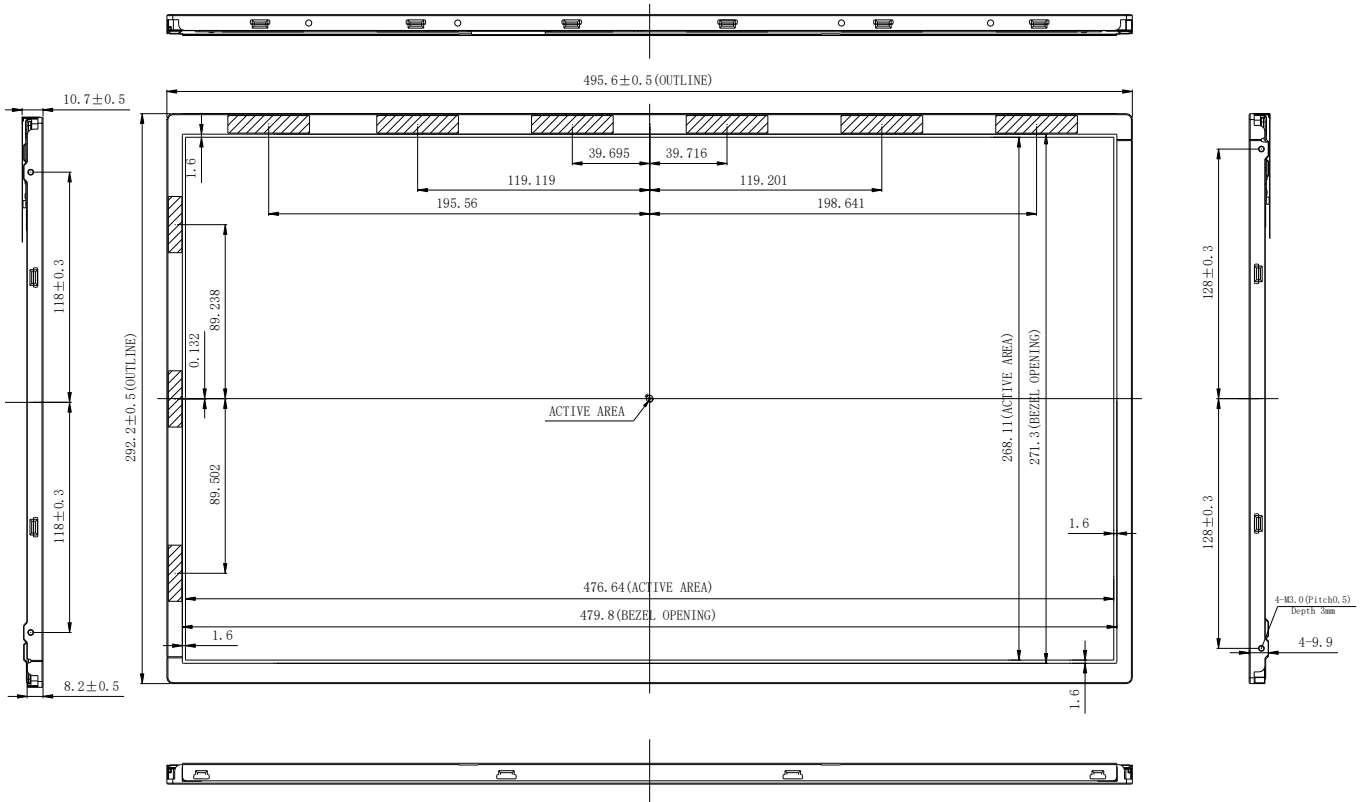 495.6±0.5(OUTLINE)
10.7±0.5
1.6
39.695
39.716
119.119
119.201
195.56
198.641
118±0.3
128±0.3
89.238
0.132
292.2±0.5(OUTLINE)
268.11(ACTIVE AREA)
271.3(BEZEL OPENING)
ACTIVE AREA
89.502
118±0.3
128±0.3
1.6
476.64(ACTIVE AREA)
479.8(BEZEL OPENING)
4-M3.0(Pitch0.5)
Depth 3mm
1.6
4-9.9
8.2±0.5
1.6